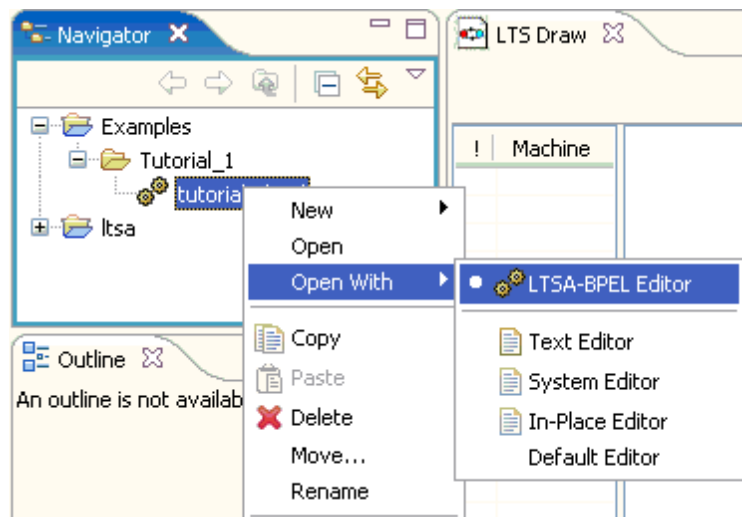 Navigator
LTS Draw
Examples
! Machine
Tutorial_1
tutorial
ltsa
New
Open
Open With
LTSA-BPEL Editor
Copy
Text Editor
Outline
Paste
System Editor
An outline is not availab
Delete
In-Place Editor
Move...
Default Editor
Rename